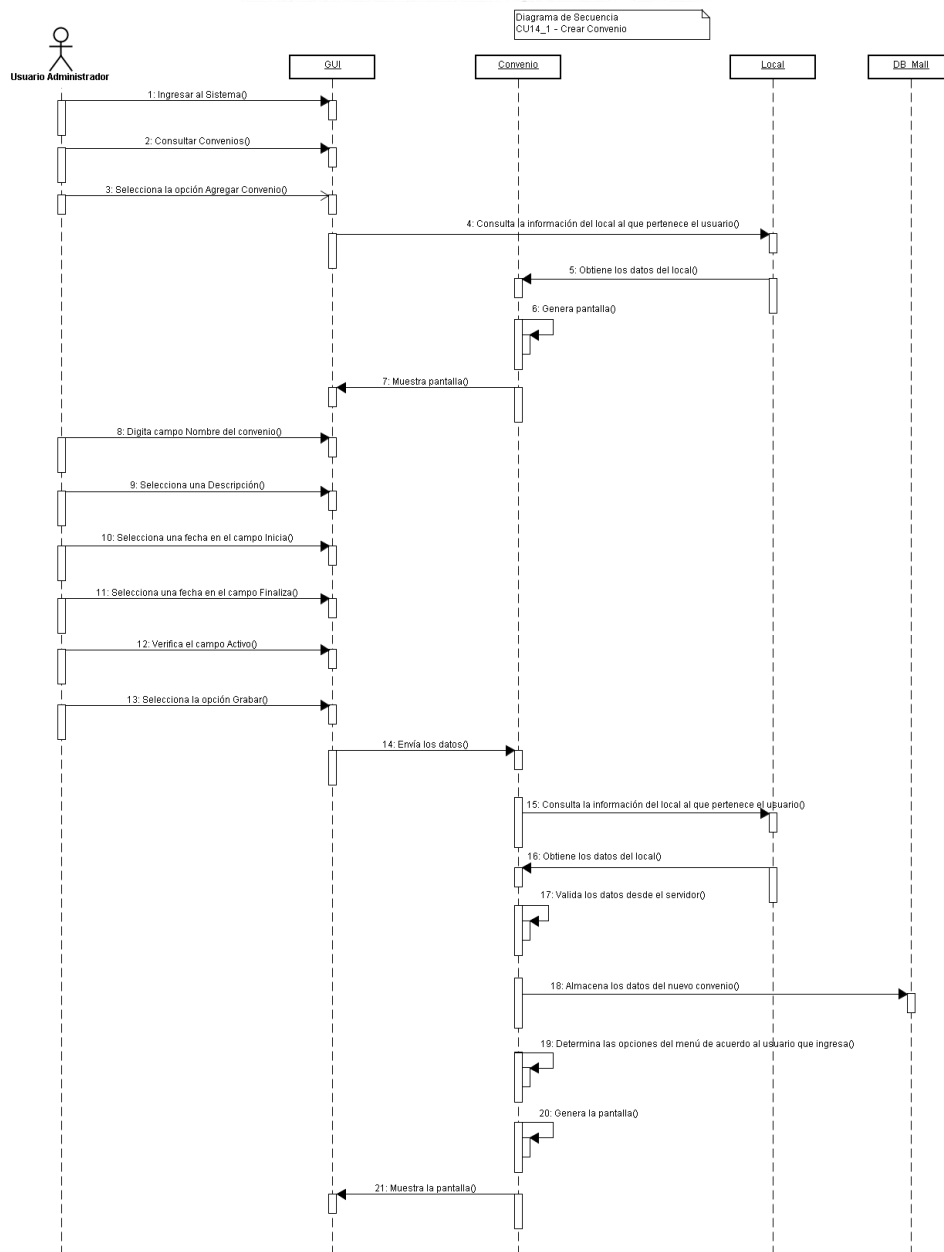 Diagrama de Secuencia
CU14_1 - Crear Convenio
Usuario Administrador
GUI
Convenio
Local
DB_Mall
1: Ingresar al Sistema()
2: Consultar Convenios()
3: Selecciona la opción Agregar Convenio()
4: Consulta la información del local al que pertenece el usuario()
5: Obtiene los datos del local()
6: Genera pantalla()
7: Muestra pantalla()
8: Digita campo Nombre del convenio()
9: Selecciona una Descripción()
10: Selecciona una fecha en el campo Inicia()
11: Selecciona una fecha en el campo Finaliza()
12: Verifica el campo Activo()
13: Selecciona la opción Grabar()
14: Envía los datos()
15: Consulta la información del local al que pertenece el usuario()
16: Obtiene los datos del local()
17: Valida los datos desde el servidor()
18: Almacena los datos del nuevo convenio()
19: Determina las opciones del menú de acuerdo al usuario que ingresa()
20: Genera la pantalla()
21: Muestra la pantalla()